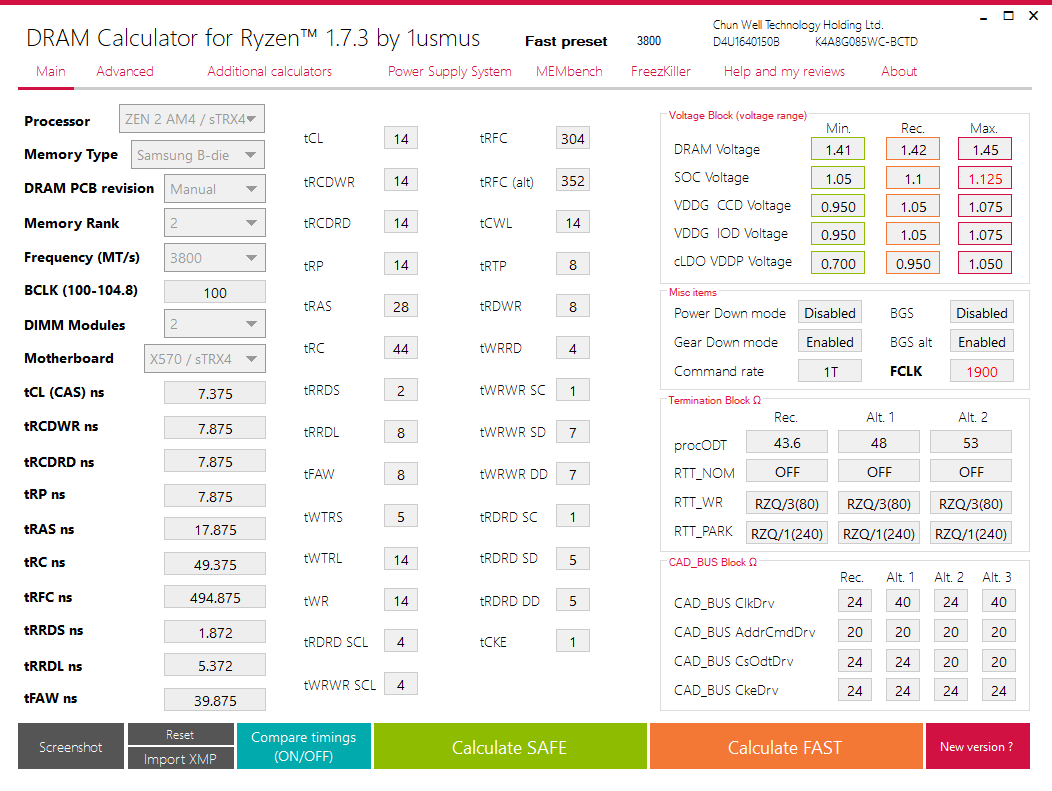 DRAM Calculator for Ryzen™ 1.7.3 by 1usmus
Fast preset 3800
Chun Well Technology Holding Ltd.
D4U1640150B K4A8G085WC-BCTD
Main Advanced Additional calculators Power Supply System MEMbench FreezKiller Help and my reviews About
Processor ZEN 2 AM4 / sTRX4
Memory Type Samsung B-die
DRAM PCB revision Manual
Memory Rank 2
Frequency (MT/s) 3800
BCLK (100-104.8) 100
DIMM Modules 2
Motherboard X570 / sTRX4
tCL (CAS) ns 7.375
tRCDWR ns 7.875
tRCDRD ns 7.875
tRP ns 7.875
tRAS ns 17.875
tRC ns 49.375
tRFC ns 494.875
tRRDS ns 1.872
tRRDL ns 5.372
tFAW ns 39.875
tCL 14
tRCDWR 14
tRCDRD 14
tRP 14
tRAS 28
tRC 44
tRRDS 2
tRRDL 8
tFAW 8
tWTRS 5
tWTRL 14
tWR 14
tRDRD SCL 4
tWRWR SCL 4
tRFC 304
tRFC (alt) 352
tCWL 14
tRTP 8
tRDWR 8
tWRRD 4
tWRWR SC 1
tWRWR SD 7
tWRWR DD 7
tRDRD SC 1
tRDRD SD 5
tRDRD DD 5
tCKE 1
Voltage Block (voltage range)
Min. Rec. Max.
DRAM Voltage 1.41 1.42 1.45
SOC Voltage 1.05 1.1 1.125
VDDG CCD Voltage 0.950 1.05 1.075
VDDG IOD Voltage 0.950 1.05 1.075
cLDO VDDP Voltage 0.700 0.950 1.050
Misc items
Power Down mode Disabled BGS Disabled
Gear Down mode Enabled BGS alt Enabled
Command rate 1T FCLK 1900
Termination Block Ω
Rec. Alt. 1 Alt. 2
procODT 43.6 48 53
RTT_NOM OFF OFF OFF
RTT_WR RZQ/3(80) RZQ/3(80) RZQ/3(80)
RTT_PARK RZQ/1(240) RZQ/1(240) RZQ/1(240)
CAD_BUS Block Ω
Rec. Alt. 1 Alt. 2 Alt. 3
CAD_BUS ClkDrv 24 40 24 40
CAD_BUS AddrCmdDrv 20 20 20 20
CAD_BUS CsOdtDrv 24 24 20 20
CAD_BUS CkeDrv 24 24 24 24
Screenshot
Reset
Import XMP
Compare timings
(ON/OFF)
Calculate SAFE
Calculate FAST
New version ?